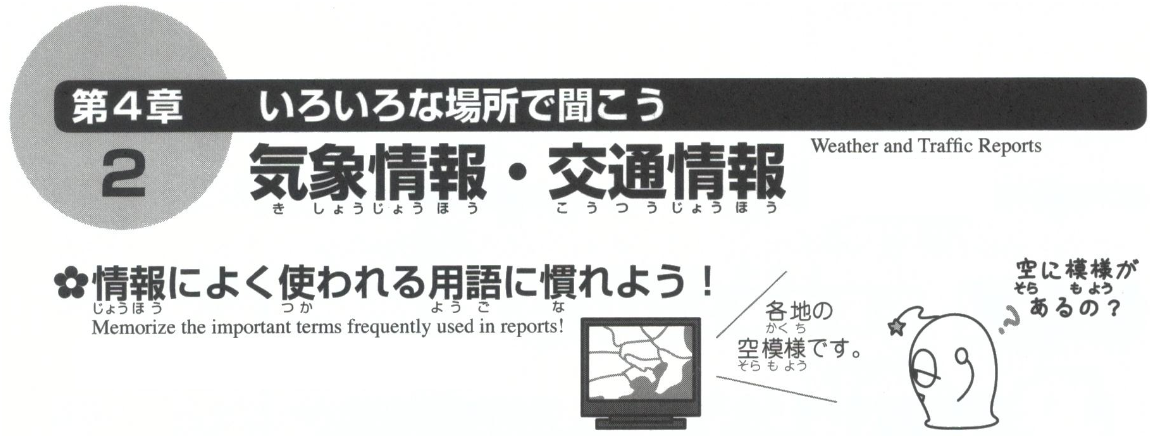 第4章 いろいろな場所で聞こう
2 気象情報・交通情報 Weather and Traffic Reports
きしょうじょうほう こうつうじょうほう
✿情報によく使われる用語に慣れよう！
じょうほう つか ようご な
Memorize the important terms frequently used in reports!
各地の
かくち
空模様です。
そらもよう
空に模様が
そら もよう
あるの？